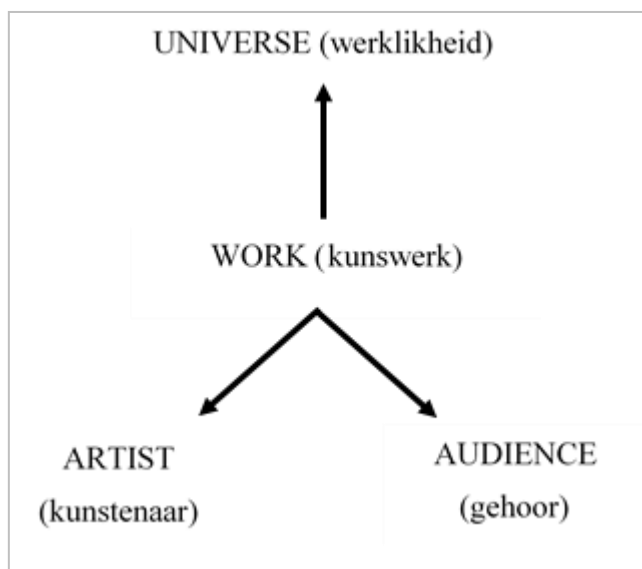 UNIVERSE (werklikheid)
WORK (kunswerk)
ARTIST
(kunstenaar)
AUDIENCE
(gehoor)